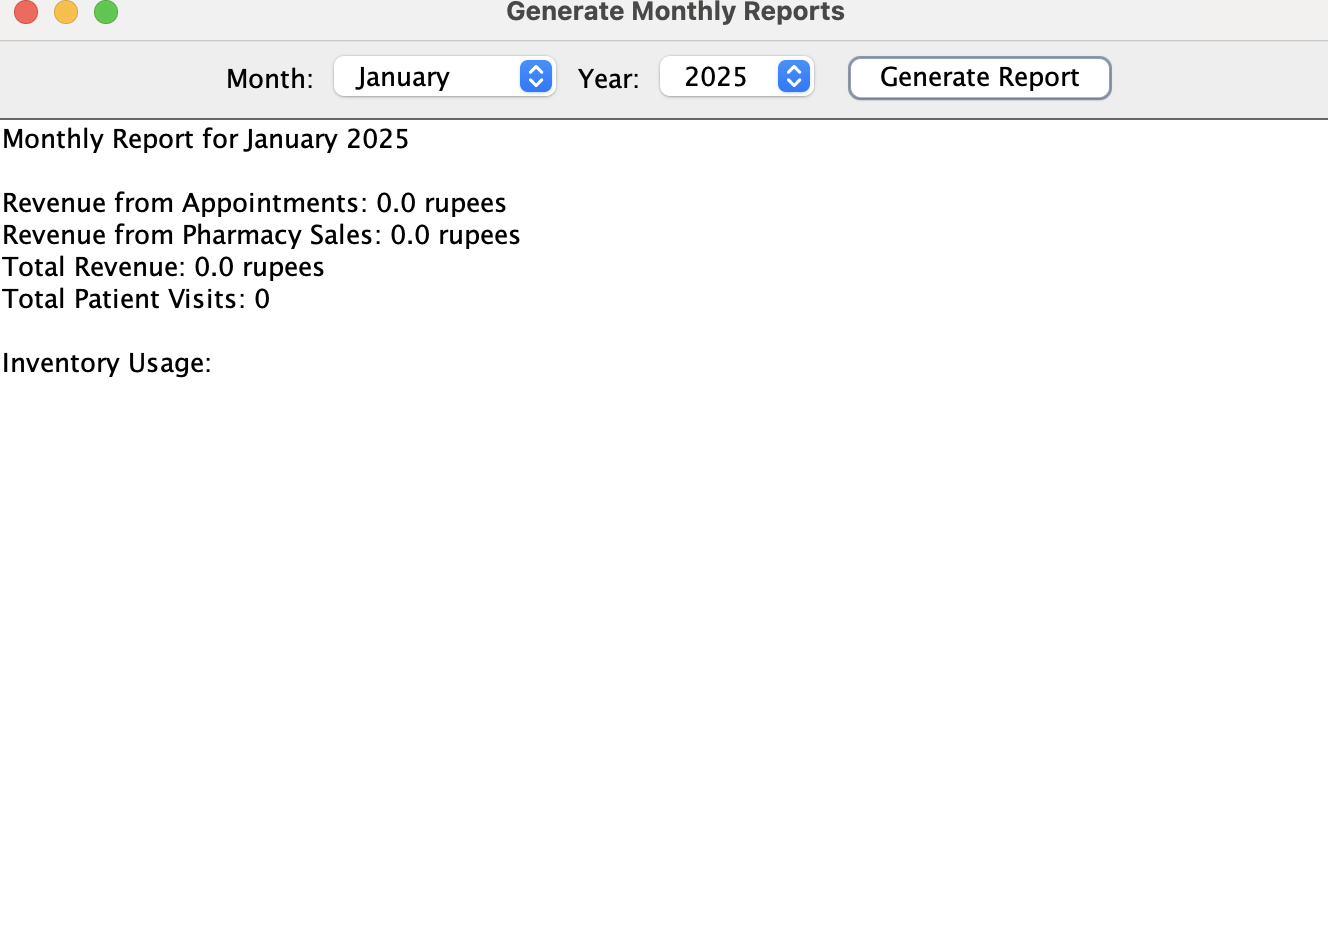 Generate Monthly Reports
Month: January Year: 2025 Generate Report
Monthly Report for January 2025
Revenue from Appointments: 0.0 rupees
Revenue from Pharmacy Sales: 0.0 rupees
Total Revenue: 0.0 rupees
Total Patient Visits: 0
Inventory Usage: